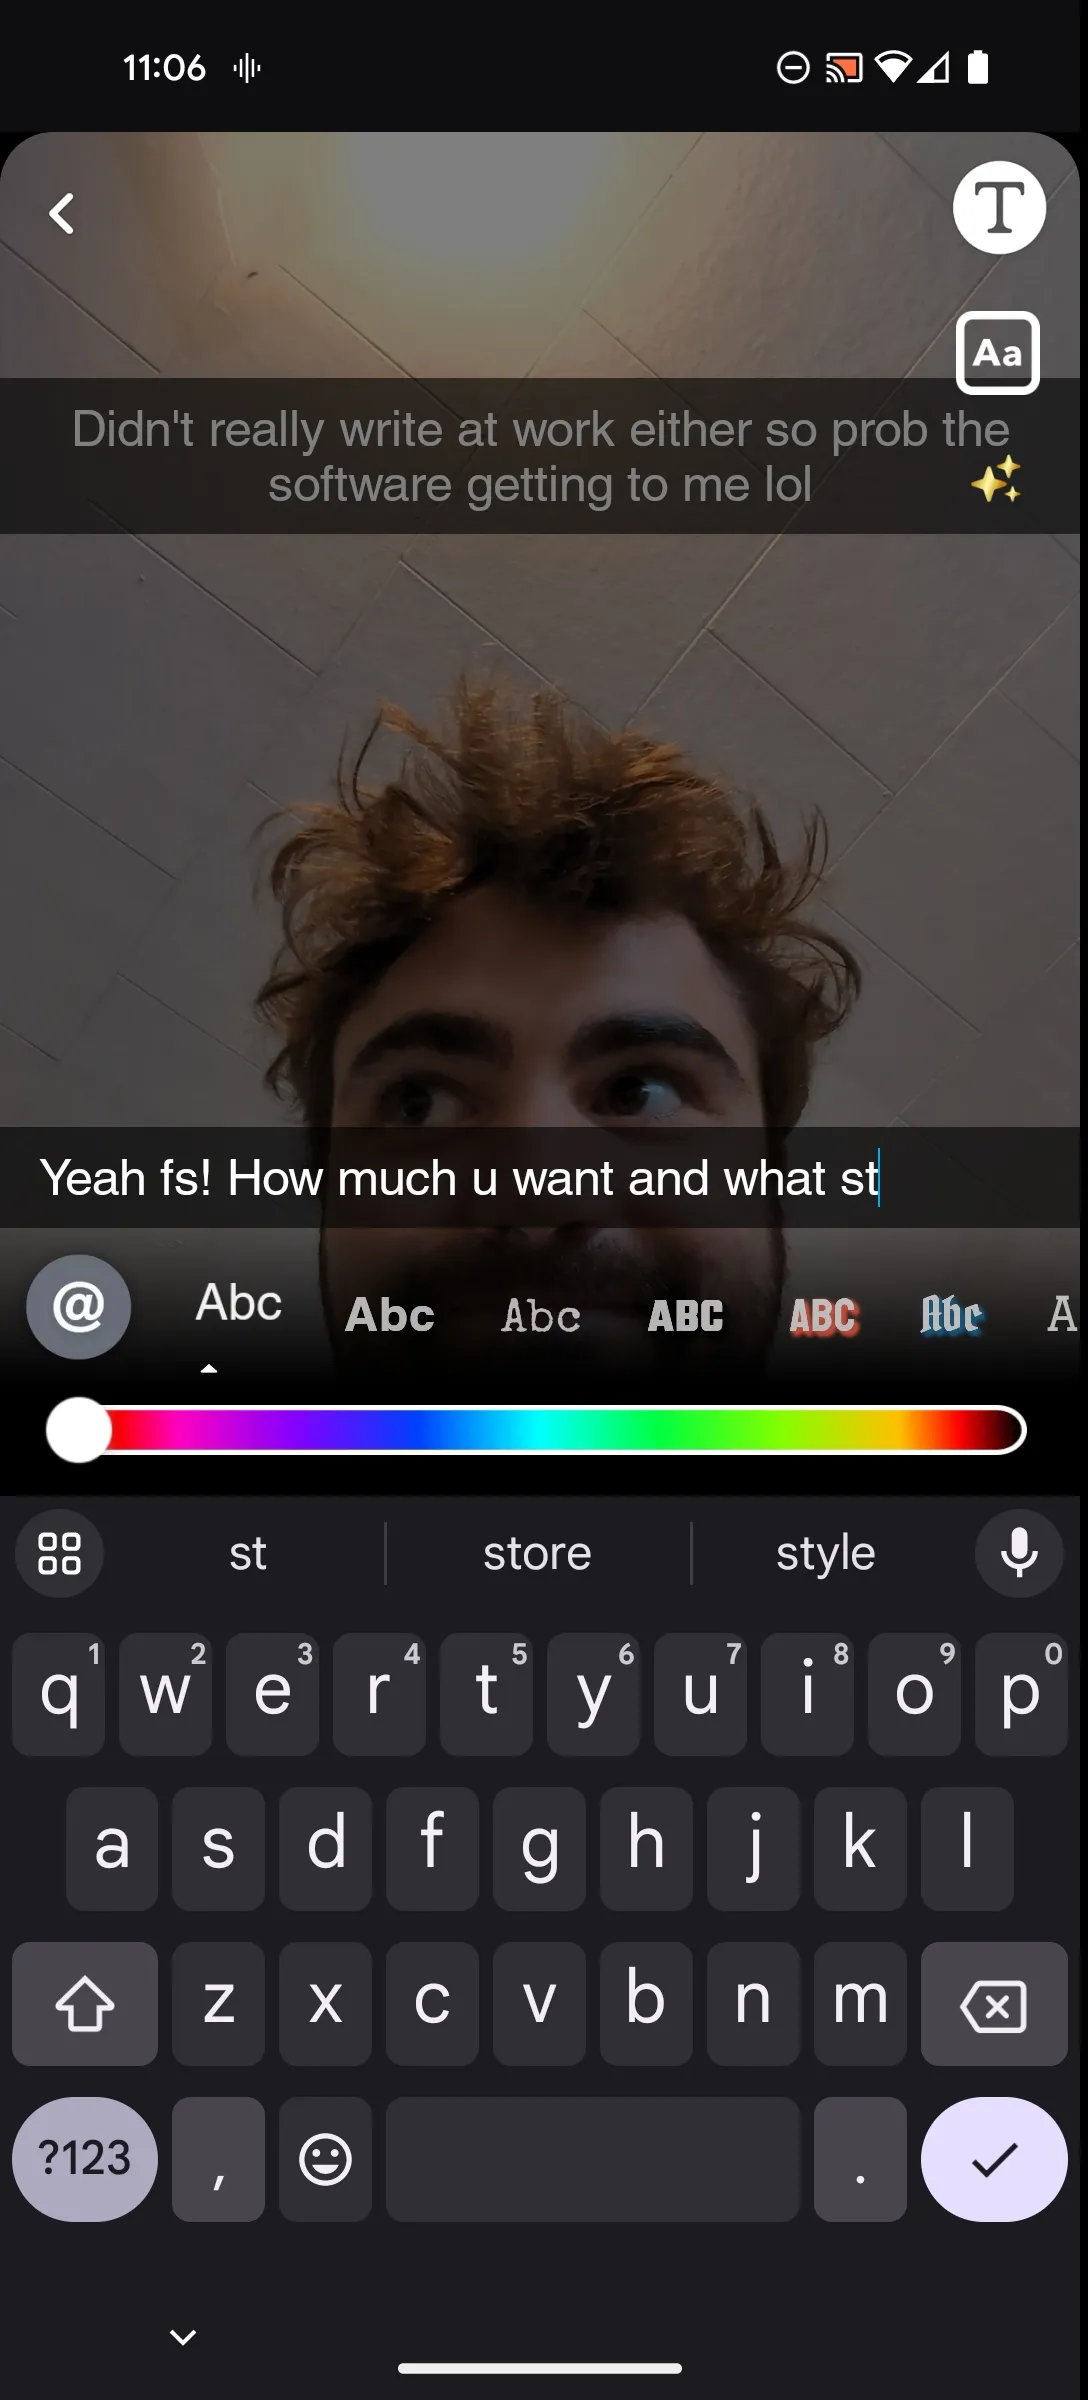 11:06
T
Aa
Didn't really write at work either so prob the
software getting to me lol
Yeah fs! How much u want and what st
@ Abc Abc Abc ABC ABC Abc A
st store style
q1 w2 e3 r4 t5 y6 u7 i8 o9 p0
a s d f g h j k l
z x c v b n m
?123 , .